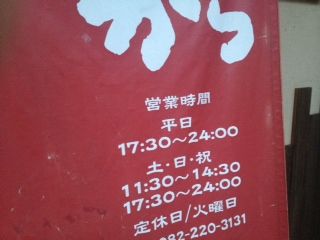 から
営業時間
平日
17:30〜24:00
土・日・祝
11:30〜14:30
17:30〜24:00
定休日/火曜日
082-220-3131